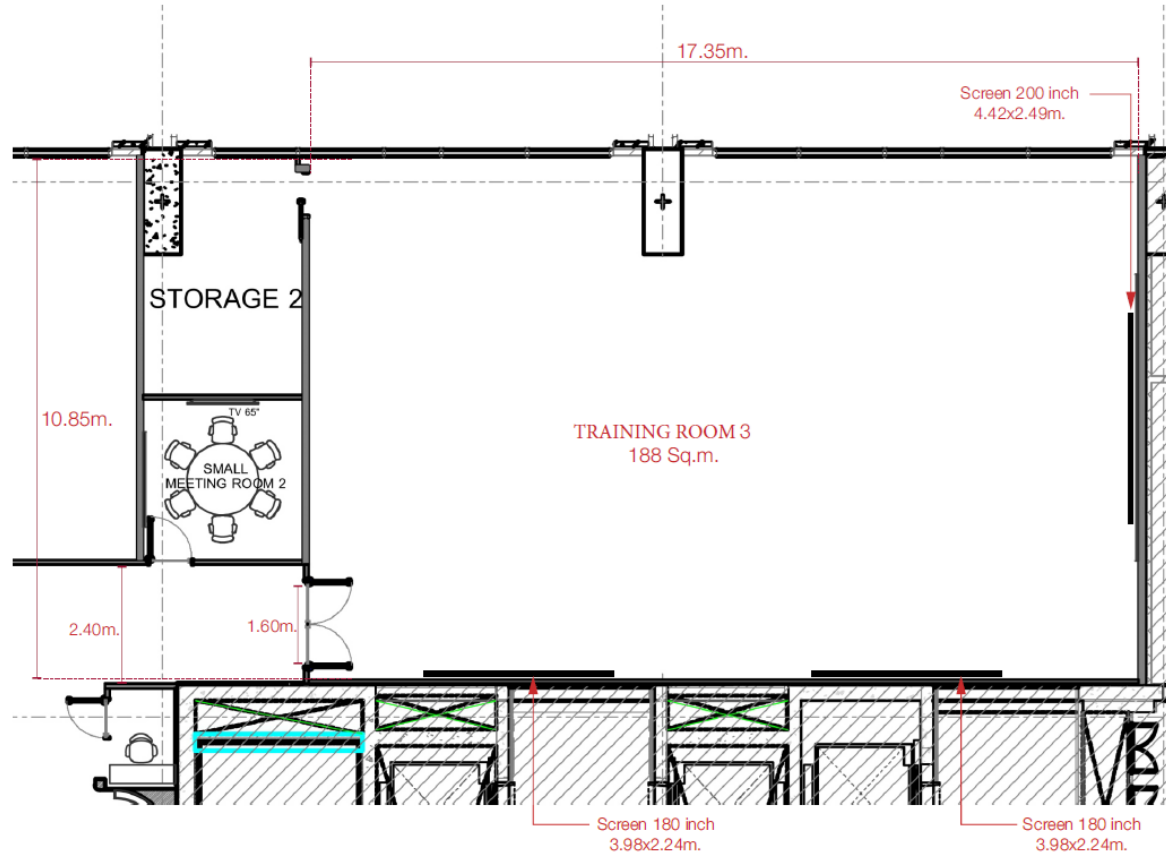 17.35m.
Screen 200 inch
4.42x2.49m.
STORAGE 2
10.85m.
TV 65"
SMALL
MEETING ROOM 2
TRAINING ROOM 3
188 Sq.m.
2.40m.
1.60m.
Screen 180 inch
3.98x2.24m.
Screen 180 inch
3.98x2.24m.